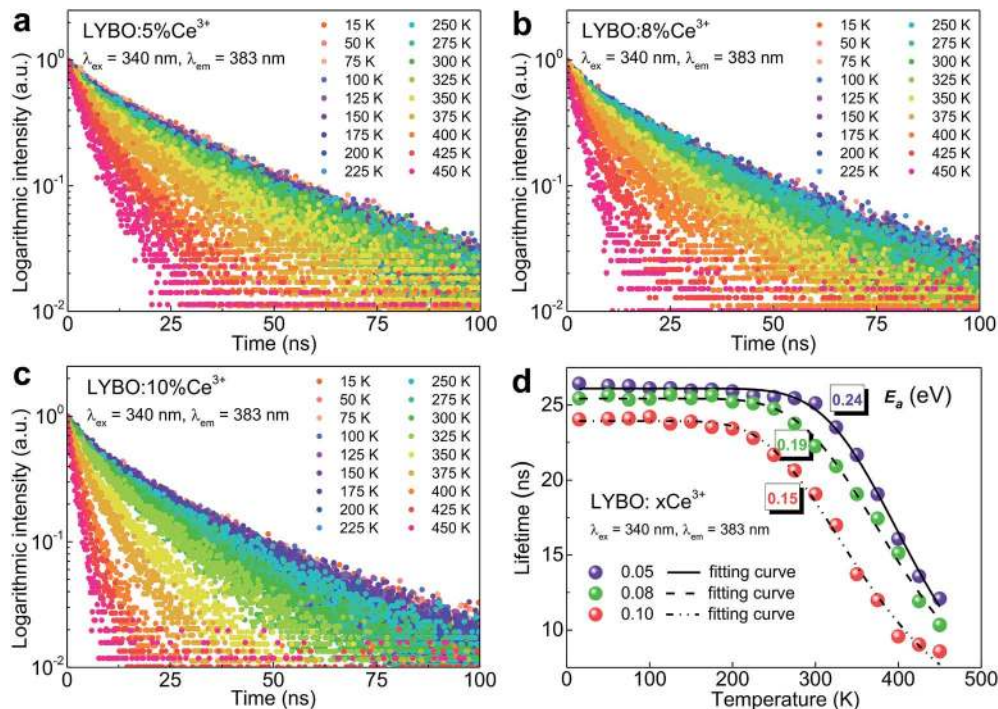 a
LYBO:5%Ce³⁺
λex = 340 nm, λem = 383 nm
15 K 250 K
50 K 275 K
75 K 300 K
100 K 325 K
125 K 350 K
150 K 375 K
175 K 400 K
200 K 425 K
225 K 450 K
Logarithmic intensity (a.u.)
10⁰
10⁻¹
10⁻²
0 25 50 75 100
Time (ns)
b
LYBO:8%Ce³⁺
λex = 340 nm, λem = 383 nm
15 K 250 K
50 K 275 K
75 K 300 K
100 K 325 K
125 K 350 K
150 K 375 K
175 K 400 K
200 K 425 K
225 K 450 K
Logarithmic intensity (a.u.)
10⁰
10⁻¹
10⁻²
0 25 50 75 100
Time (ns)
c
LYBO:10%Ce³⁺
λex = 340 nm, λem = 383 nm
15 K 250 K
50 K 275 K
75 K 300 K
100 K 325 K
125 K 350 K
150 K 375 K
175 K 400 K
200 K 425 K
225 K 450 K
Logarithmic intensity (a.u.)
10⁰
10⁻¹
10⁻²
0 25 50 75 100
Time (ns)
d
0.24 Ea (eV)
0.19
0.15
LYBO: xCe³⁺
λex = 340 nm, λem = 383 nm
0.05 fitting curve
0.08 fitting curve
0.10 fitting curve
Lifetime (ns)
25
20
15
10
0 100 200 300 400 500
Temperature (K)